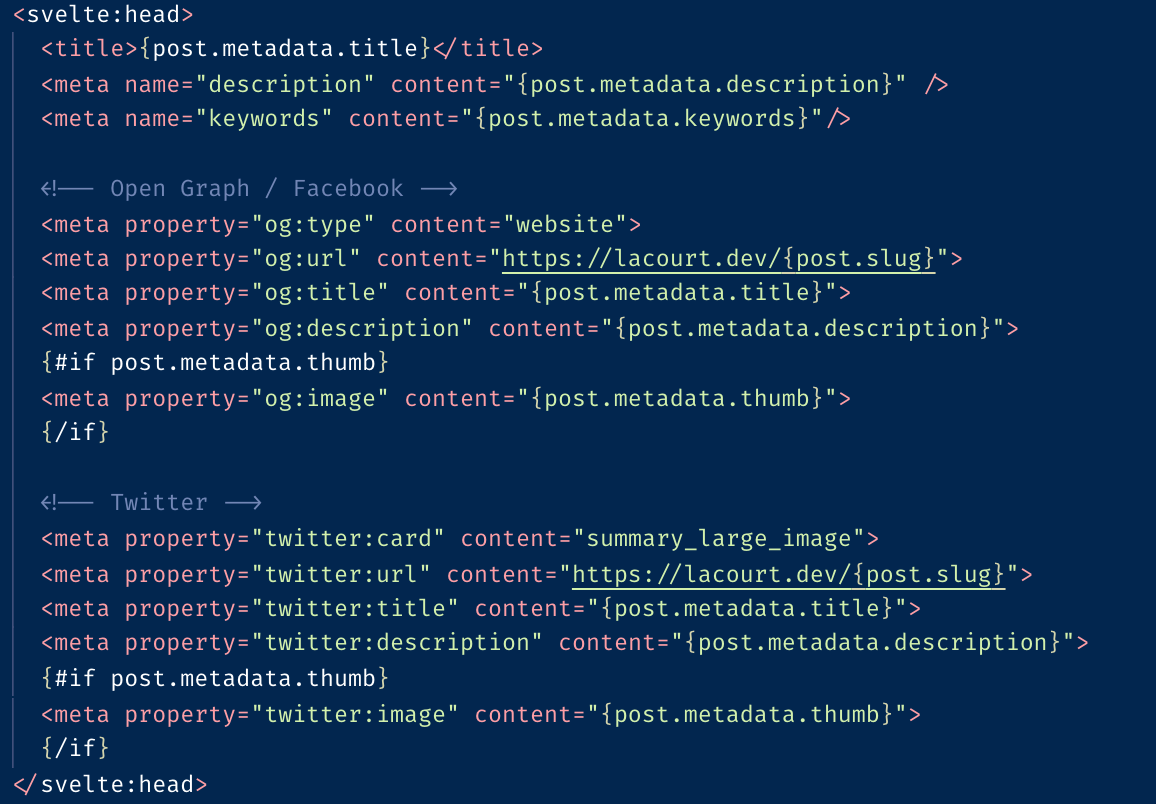 <svelte:head>
<title>{post.metadata.title}</title>
<meta name="description" content="{post.metadata.description}" />
<meta name="keywords" content="{post.metadata.keywords}"/>
<!-- Open Graph / Facebook -->
<meta property="og:type" content="website">
<meta property="og:url" content="https://lacourt.dev/{post.slug}">
<meta property="og:title" content="{post.metadata.title}">
<meta property="og:description" content="{post.metadata.description}">
{#if post.metadata.thumb}
<meta property="og:image" content="{post.metadata.thumb}">
{/if}
<!-- Twitter -->
<meta property="twitter:card" content="summary_large_image">
<meta property="twitter:url" content="https://lacourt.dev/{post.slug}">
<meta property="twitter:title" content="{post.metadata.title}">
<meta property="twitter:description" content="{post.metadata.description}">
{#if post.metadata.thumb}
<meta property="twitter:image" content="{post.metadata.thumb}">
{/if}
</svelte:head>